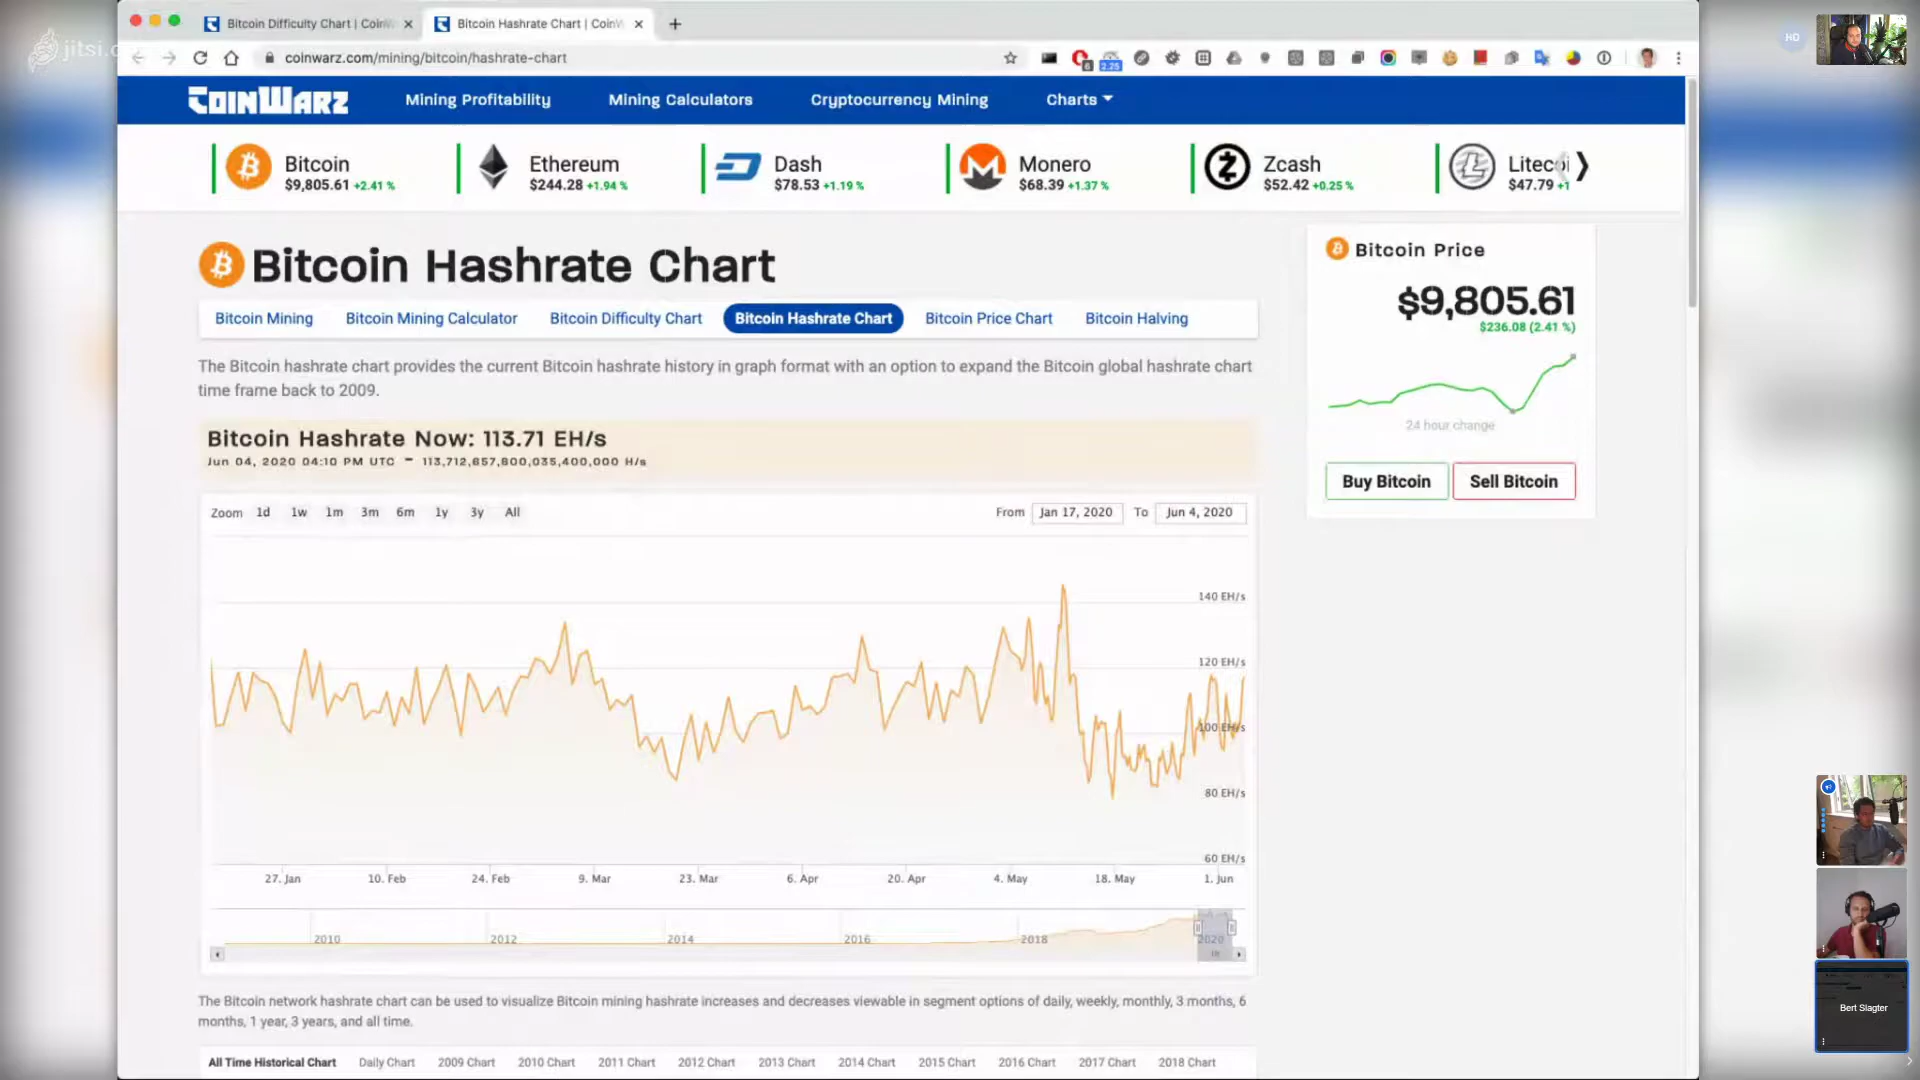 Bitcoin Difficulty Chart | CoinW
Bitcoin Hashrate Chart | CoinW
jitsi.
coinwarz.com/mining/bitcoin/hashrate-chart
6
2.25
HD
COINWARZ
Mining Profitability
Mining Calculators
Cryptocurrency Mining
Charts
Bitcoin
$9,805.61 +2.41 %
Ethereum
$244.28 +1.94 %
Dash
$78.53 +1.19 %
Monero
$68.39 +1.37 %
Zcash
$52.42 +0.25 %
Liteco
$47.79 +1
Bitcoin Hashrate Chart
Bitcoin Mining
Bitcoin Mining Calculator
Bitcoin Difficulty Chart
Bitcoin Hashrate Chart
Bitcoin Price Chart
Bitcoin Halving
The Bitcoin hashrate chart provides the current Bitcoin hashrate history in graph format with an option to expand the Bitcoin global hashrate chart
time frame back to 2009.
Bitcoin Hashrate Now: 113.71 EH/s
Jun 04, 2020 04:10 PM UTC - 113,712,657,800,035,400,000 H/s
Zoom 1d 1w 1m 3m 6m 1y 3y All
From Jan 17, 2020 To Jun 4, 2020
140 EH/s
120 EH/s
100 EH/s
80 EH/s
60 EH/s
27. Jan 10. Feb 24. Feb 9. Mar 23. Mar 6. Apr 20. Apr 4. May 18. May 1. Jun
2010 2012 2014 2016 2018 2020
The Bitcoin network hashrate chart can be used to visualize Bitcoin mining hashrate increases and decreases viewable in segment options of daily, weekly, monthly, 3 months, 6
months, 1 year, 3 years, and all time.
All Time Historical Chart Daily Chart 2009 Chart 2010 Chart 2011 Chart 2012 Chart 2013 Chart 2014 Chart 2015 Chart 2016 Chart 2017 Chart 2018 Chart
Bitcoin Price
$9,805.61
$236.08 (2.41 %)
24 hour change
Buy Bitcoin
Sell Bitcoin
Bert Slagter